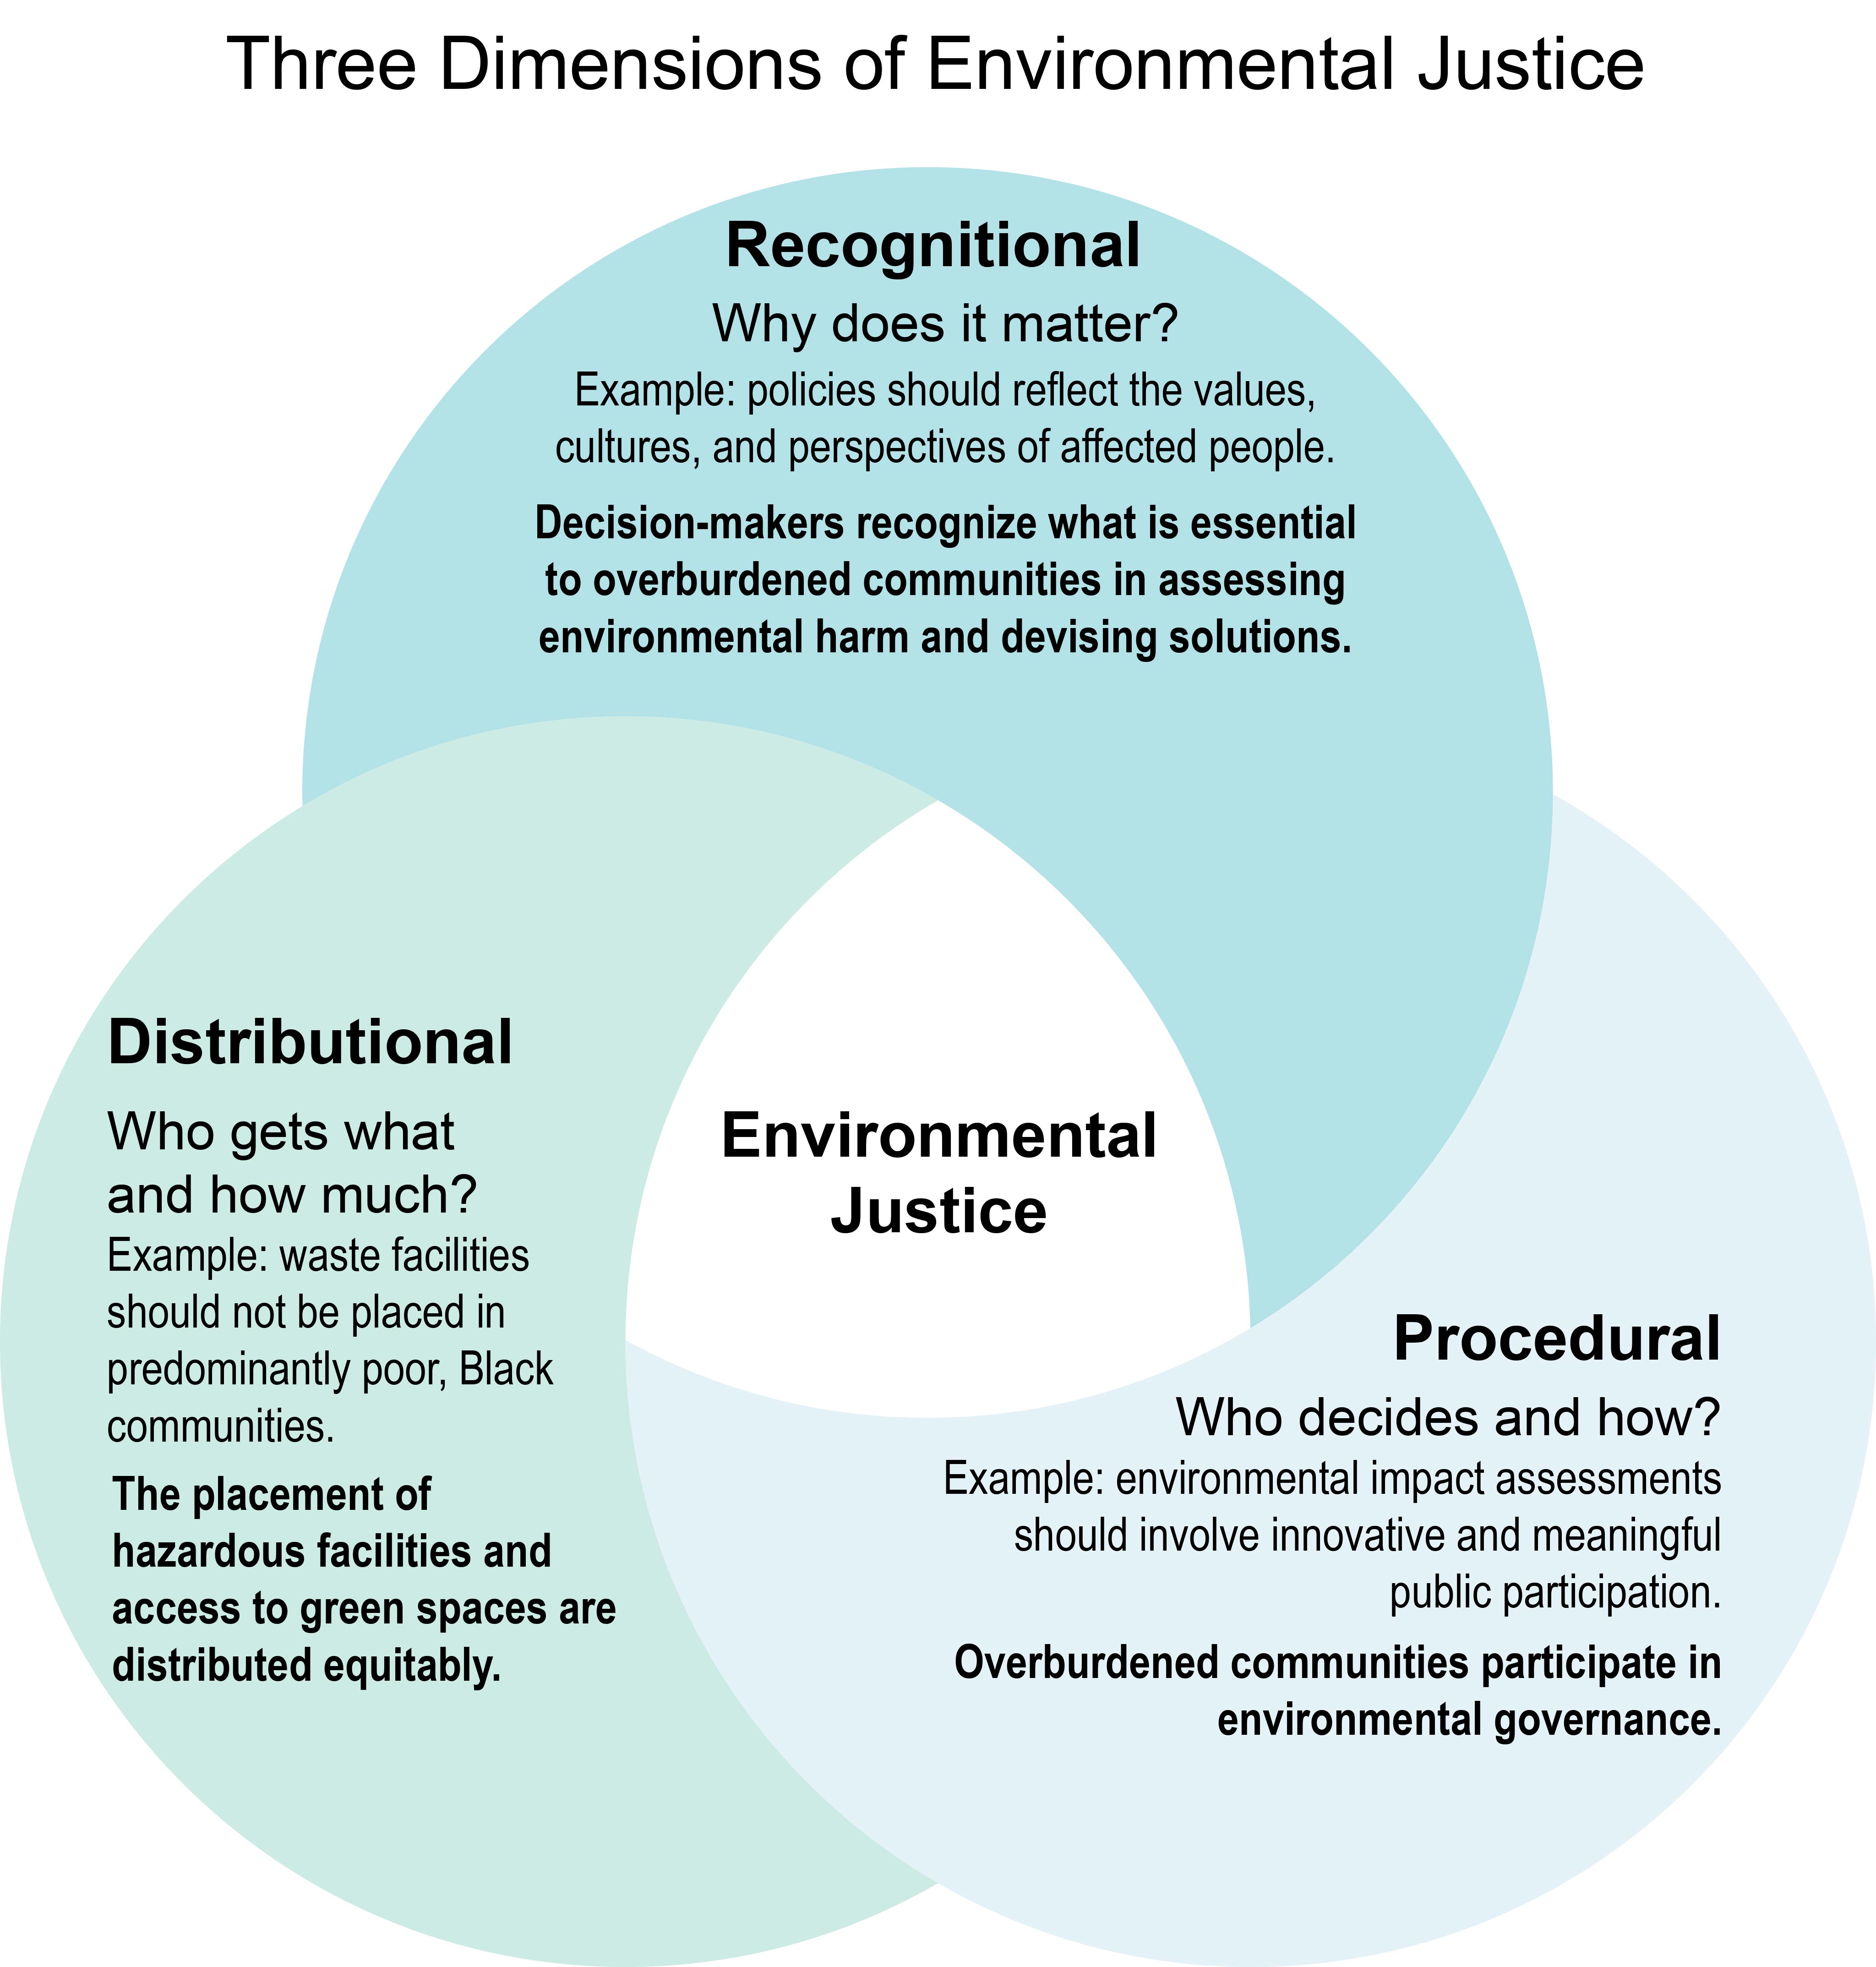 Three Dimensions of Environmental Justice
Recognitional
Why does it matter?
Example: policies should reflect the values,
cultures, and perspectives of affected people.
Decision-makers recognize what is essential
to overburdened communities in assessing
environmental harm and devising solutions.
Distributional
Who gets what
and how much?
Example: waste facilities
should not be placed in
predominantly poor, Black
communities.
The placement of
hazardous facilities and
access to green spaces are
distributed equitably.
Environmental
Justice
Procedural
Who decides and how?
Example: environmental impact assessments
should involve innovative and meaningful
public participation.
Overburdened communities participate in
environmental governance.